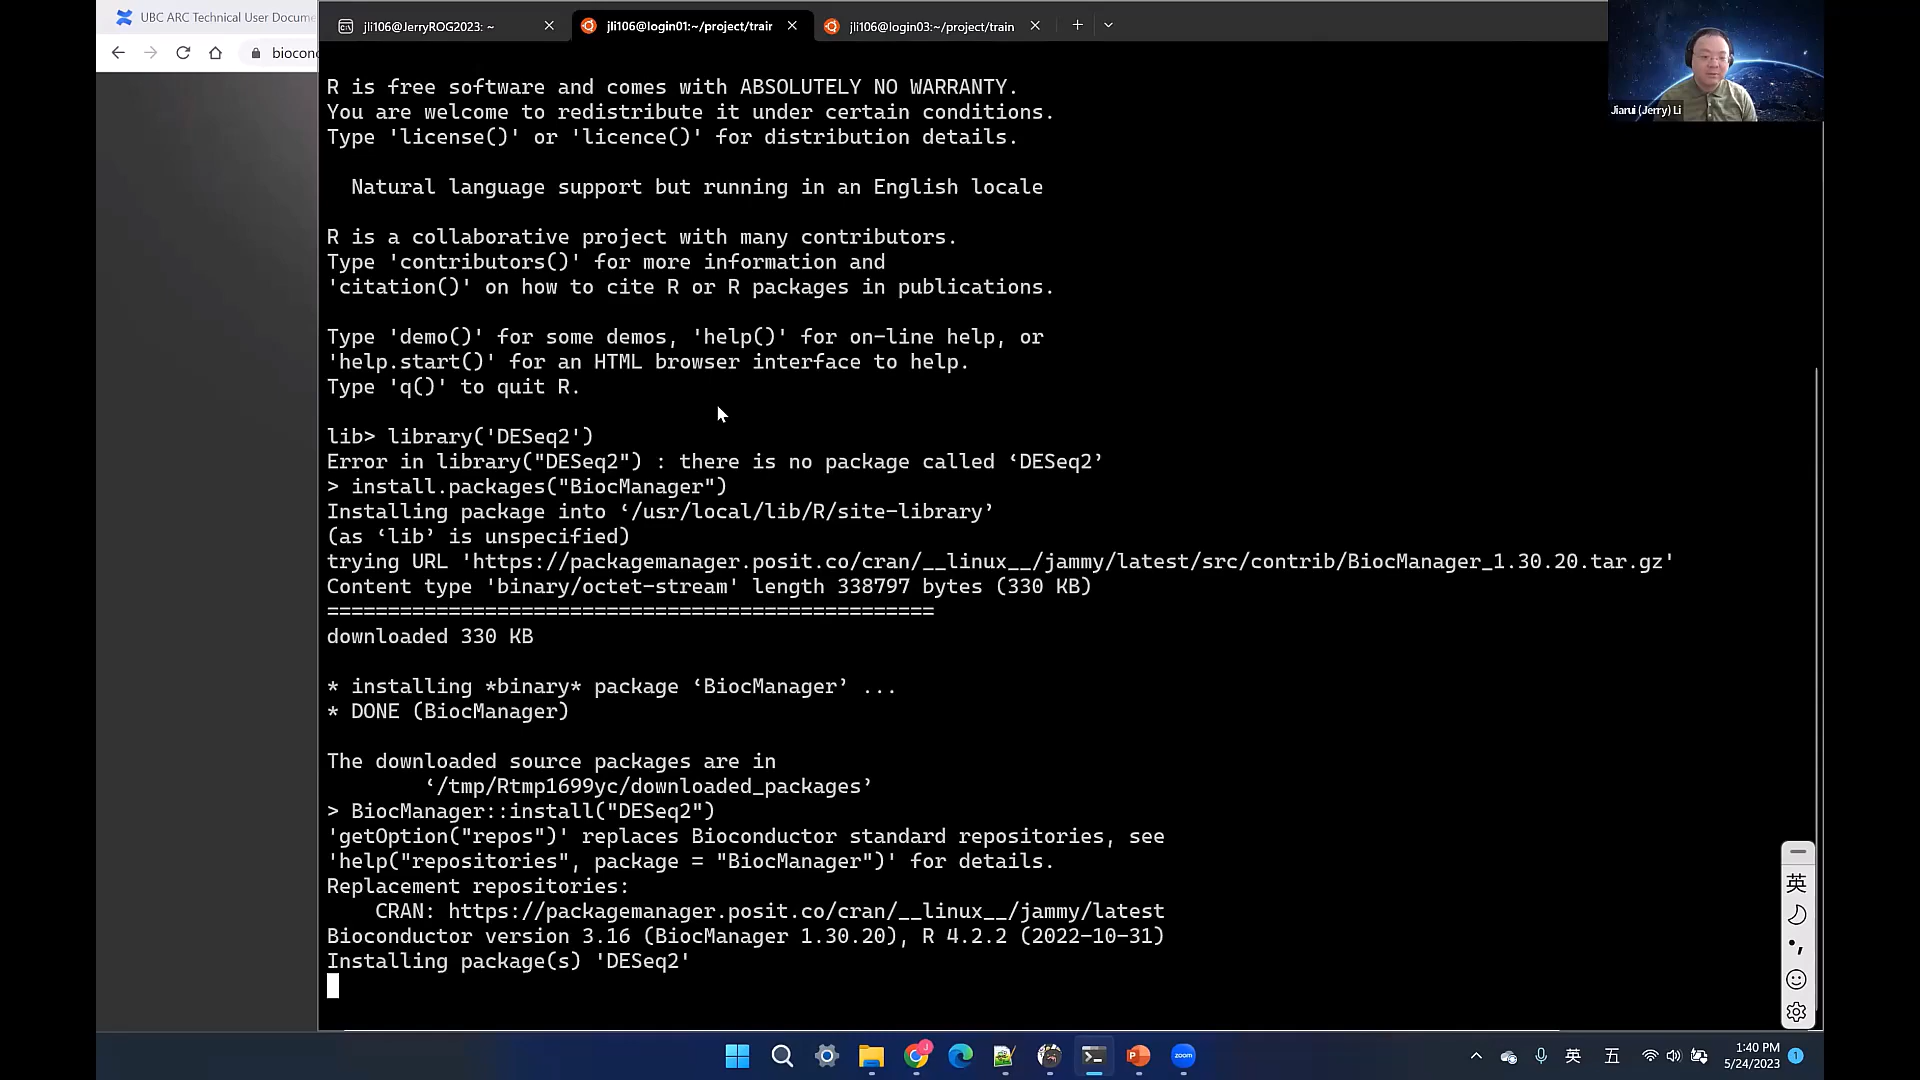 UBC ARC Technical User Docume
jli106@JerryROG2023: ~
jli106@login01:~/project/trair
jli106@login03:~/project/train
biocon
Jiarui (Jerry) Li
R is free software and comes with ABSOLUTELY NO WARRANTY.
You are welcome to redistribute it under certain conditions.
Type 'license()' or 'licence()' for distribution details.
Natural language support but running in an English locale
R is a collaborative project with many contributors.
Type 'contributors()' for more information and
'citation()' on how to cite R or R packages in publications.
Type 'demo()' for some demos, 'help()' for on-line help, or
'help.start()' for an HTML browser interface to help.
Type 'q()' to quit R.
lib> library('DESeq2')
Error in library("DESeq2") : there is no package called ‘DESeq2’
> install.packages("BiocManager")
Installing package into ‘/usr/local/lib/R/site-library’
(as ‘lib’ is unspecified)
trying URL 'https://packagemanager.posit.co/cran/__linux__/jammy/latest/src/contrib/BiocManager_1.30.20.tar.gz'
Content type 'binary/octet-stream' length 338797 bytes (330 KB)
==================================================
downloaded 330 KB
* installing *binary* package ‘BiocManager’ ...
* DONE (BiocManager)
The downloaded source packages are in
‘/tmp/Rtmp1699yc/downloaded_packages’
> BiocManager::install("DESeq2")
'getOption("repos")' replaces Bioconductor standard repositories, see
'help("repositories", package = "BiocManager")' for details.
Replacement repositories:
CRAN: https://packagemanager.posit.co/cran/__linux__/jammy/latest
Bioconductor version 3.16 (BiocManager 1.30.20), R 4.2.2 (2022-10-31)
Installing package(s) 'DESeq2'
英
zoom
英
五
1:40 PM
5/24/2023
1